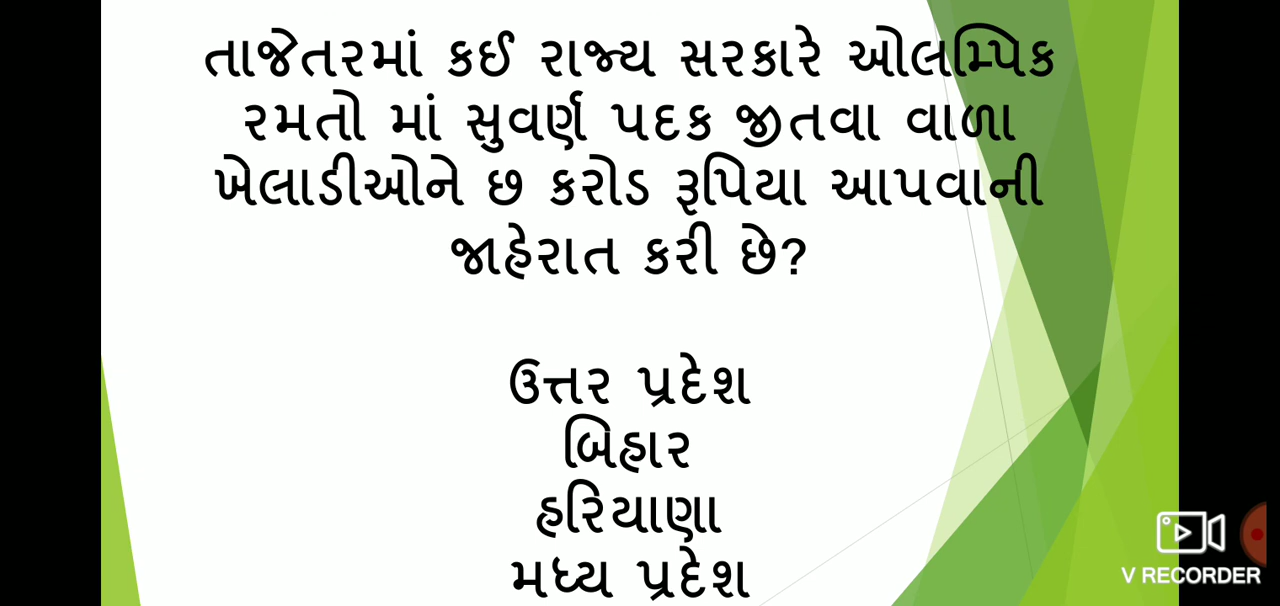 તાજેતરમાં કઈ રાજ્ય સરકારે ઓલમ્પિક
રમતો માં સુવર્ણ પદક જીતવા વાળા
ખેલાડીઓને છ કરોડ રૂપિયા આપવાની
જાહેરાત કરી છે?
ઉત્તર પ્રદેશ
બિહાર
હરિયાણા
મધ્ય પ્રદેશ
V RECORDER